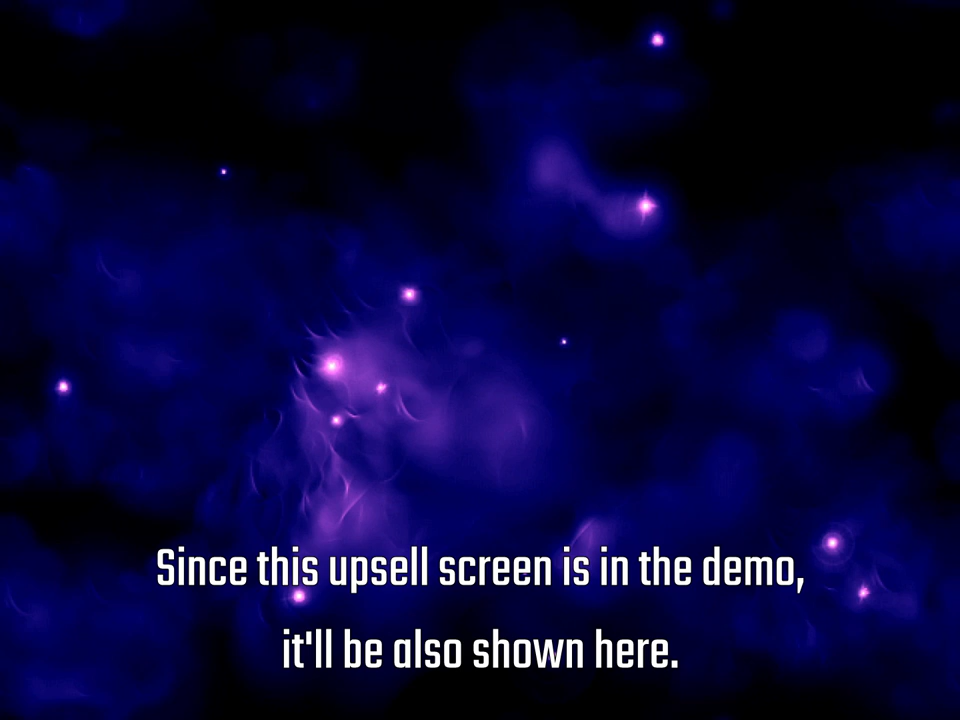 Since this upsell screen is in the demo,
it'll be also shown here.